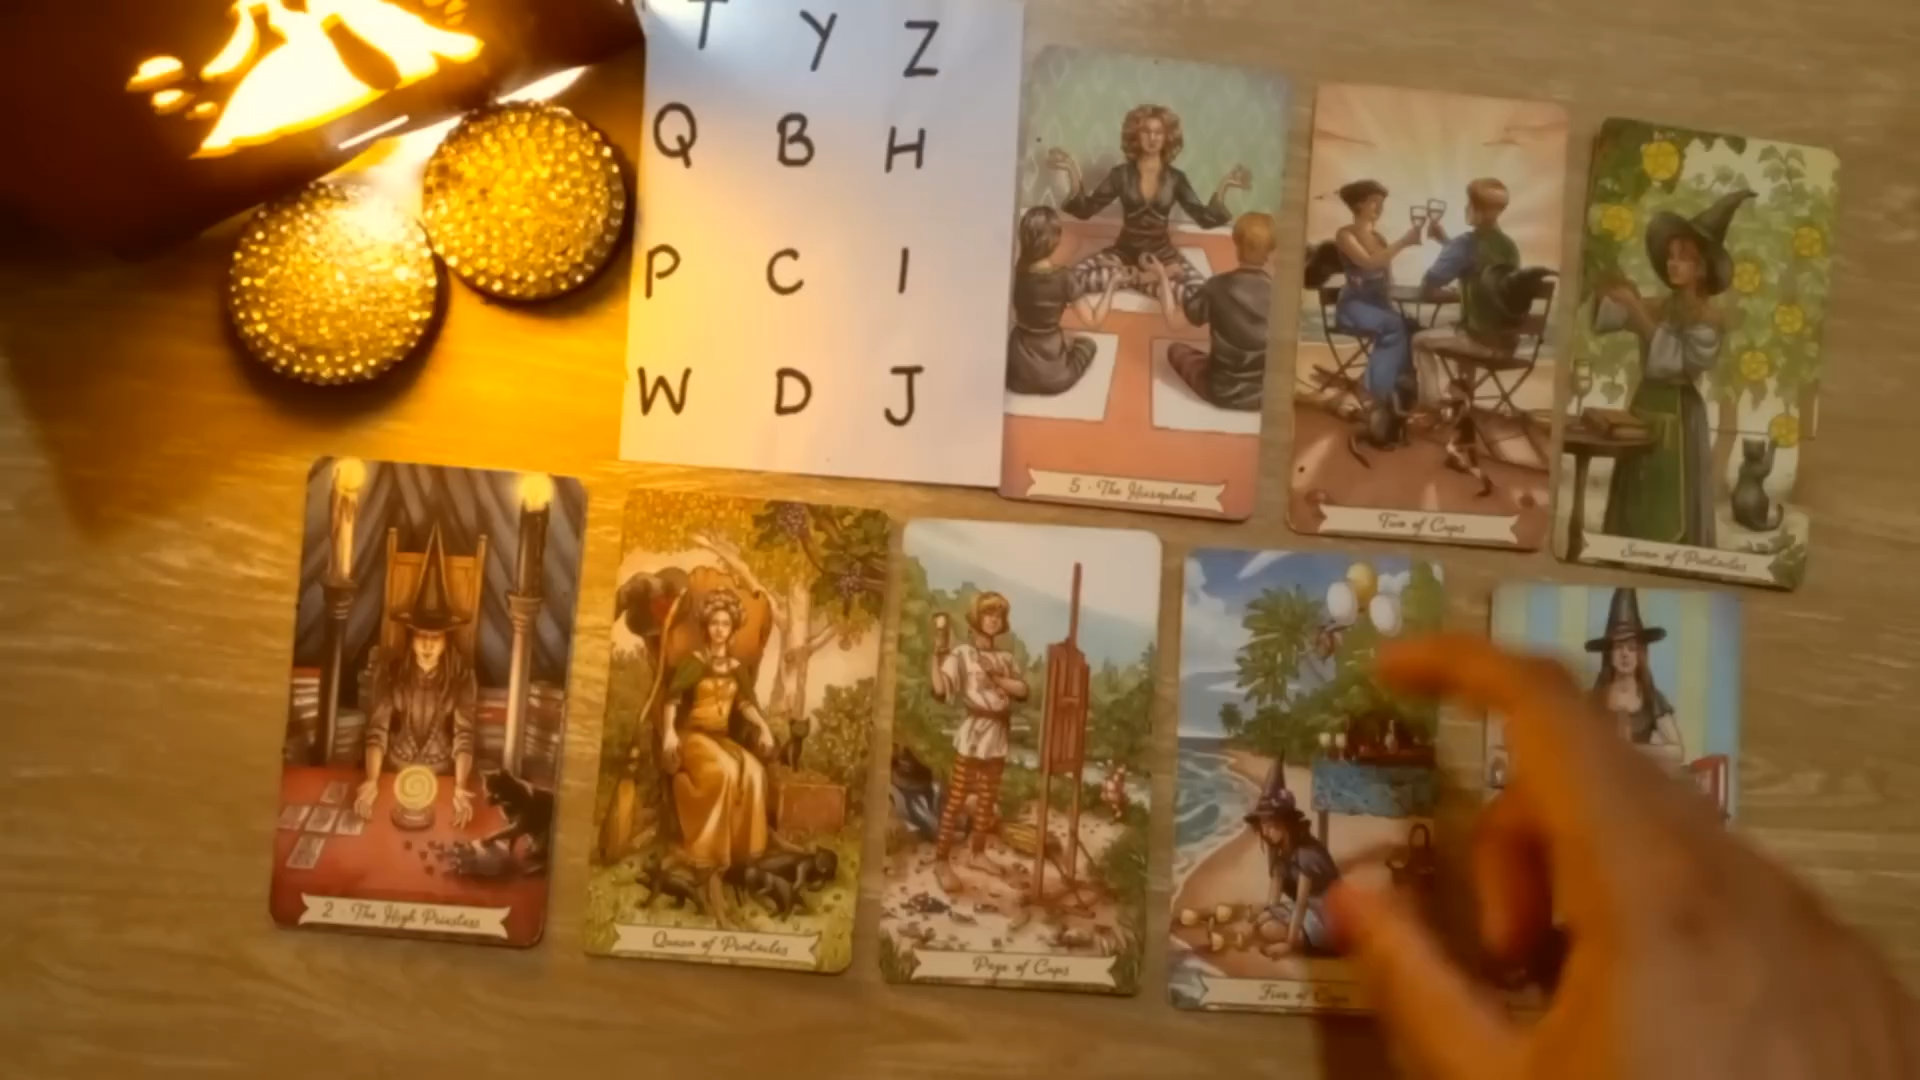 T Y Z
Q B H
P C I
W D J
5 - The Hierophant
Two of Cups
Seven of Pentacles
2 - The High Priestess
Queen of Pentacles
Page of Cups
Five of Cups